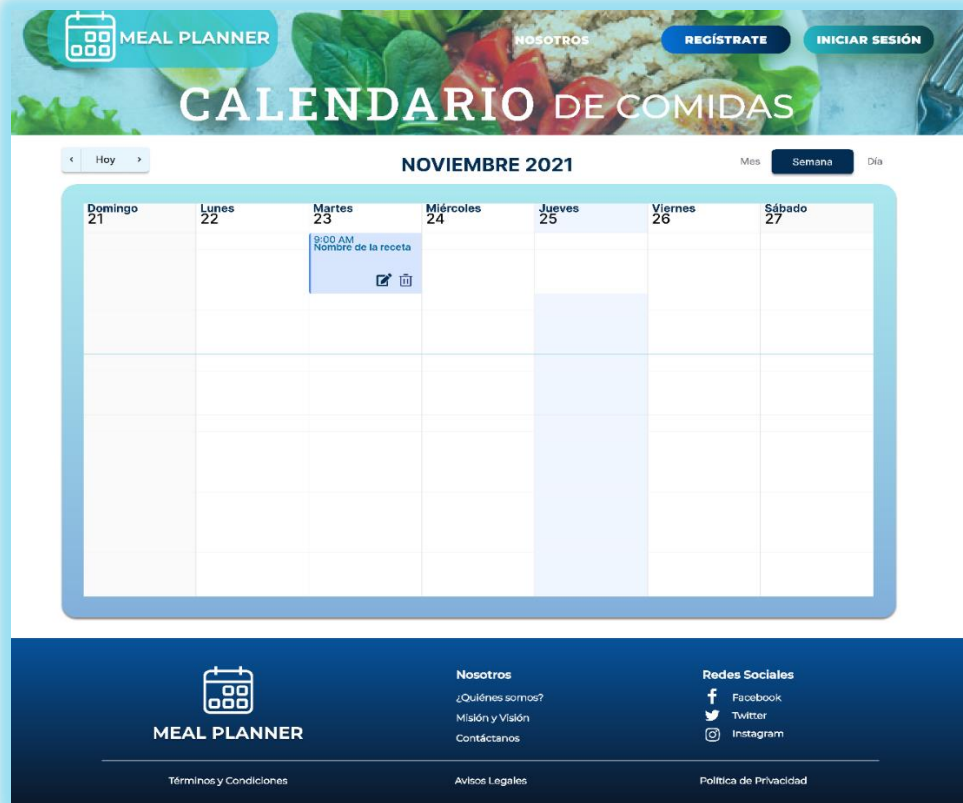 MEAL PLANNER
NOSOTROS
REGÍSTRATE
INICIAR SESIÓN
CALENDARIO DE COMIDAS
‹ Hoy ›
NOVIEMBRE 2021
Mes Semana Día
Domingo Lunes Martes Miércoles Jueves Viernes Sábado
21 22 23 24 25 26 27
9:00 AM
Nombre de la receta
MEAL PLANNER
Nosotros
¿Quiénes somos?
Misión y Visión
Contáctanos
Redes Sociales
Facebook
Twitter
Instagram
Términos y Condiciones
Avisos Legales
Política de Privacidad